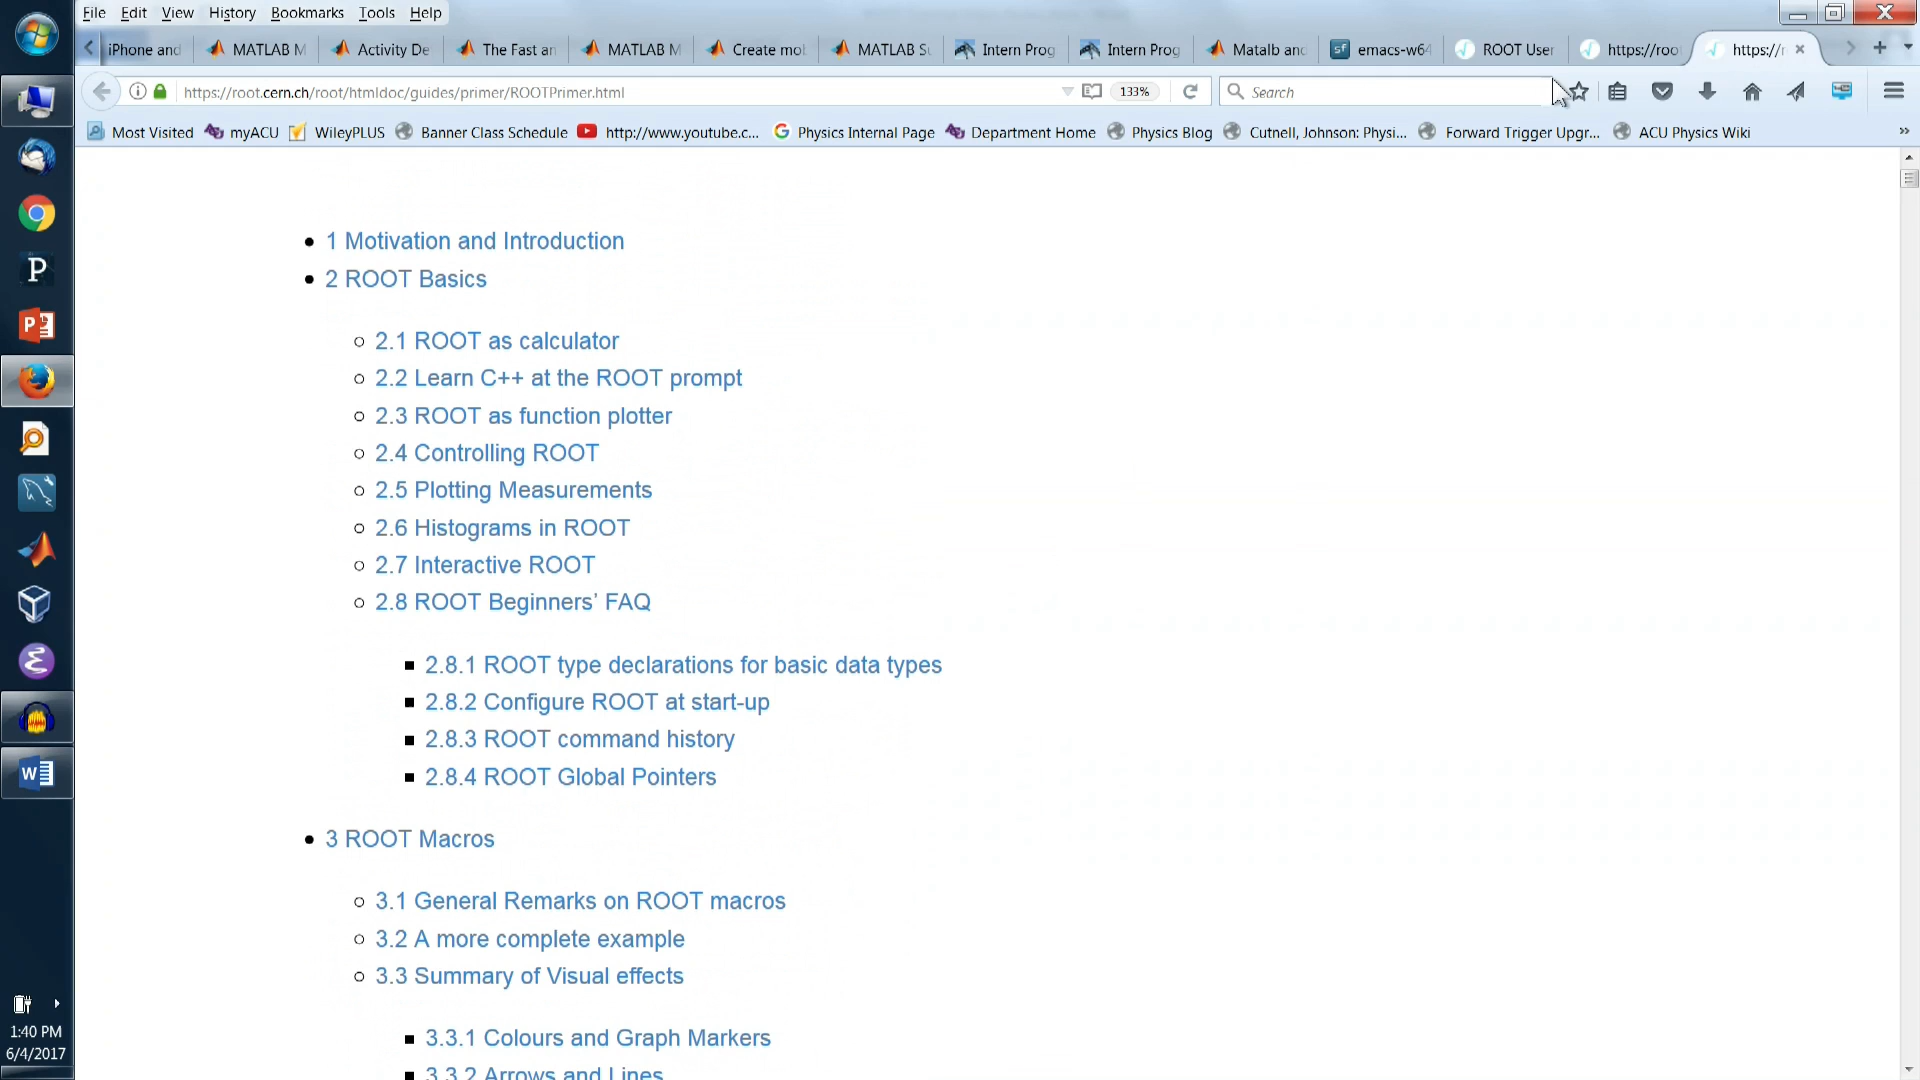 File Edit View History Bookmarks Tools Help
iPhone and MATLAB M Activity De The Fast an MATLAB M Create mo MATLAB Su Intern Prog Intern Prog Matalb and emacs-w64 ROOT User https://roo https://r
https://root.cern.ch/root/htmldoc/guides/primer/ROOTPrimer.html 133% Search
Most Visited myACU WileyPLUS Banner Class Schedule http://www.youtube.c... Physics Internal Page Department Home Physics Blog Cutnell, Johnson: Physi... Forward Trigger Upgr... ACU Physics Wiki
1 Motivation and Introduction
2 ROOT Basics
2.1 ROOT as calculator
2.2 Learn C++ at the ROOT prompt
2.3 ROOT as function plotter
2.4 Controlling ROOT
2.5 Plotting Measurements
2.6 Histograms in ROOT
2.7 Interactive ROOT
2.8 ROOT Beginners’ FAQ
2.8.1 ROOT type declarations for basic data types
2.8.2 Configure ROOT at start-up
2.8.3 ROOT command history
2.8.4 ROOT Global Pointers
3 ROOT Macros
3.1 General Remarks on ROOT macros
3.2 A more complete example
3.3 Summary of Visual effects
3.3.1 Colours and Graph Markers
3.3.2 Arrows and Lines
1:40 PM
6/4/2017